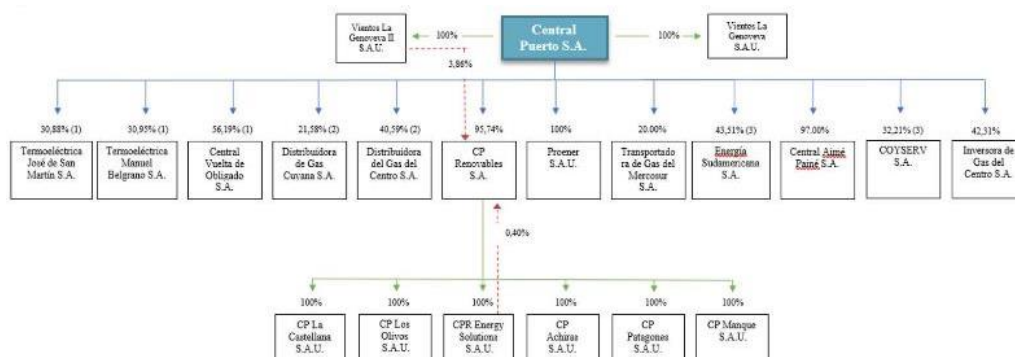 Vientos La
Genoveva II
S.A.U.
100%
Central
Puerto S.A.
100%
Vientos La
Genoveva
S.A.U.
3,86%
30,88% (1)
30,95% (1)
56,19% (1)
21,58% (2)
40,59% (2)
95,74%
100%
20.00%
43,51% (3)
97.00%
32,21% (3)
42,31%
Termoeléctrica
José de San
Martín S.A.
Termoeléctrica
Manuel
Belgrano S.A.
Central
Vuelta de
Obligado S.A.
Distribuidora
de Gas
Cuyana S.A.
Distribuidora
del Gas del
Centro S.A.
CP
Renovables
S.A.
Proener
S.A.U.
Transportado
ra de Gas del
Mercosur S.A.
Energía
Sudamericana
S.A.
Central Aimé
Painé S.A.
COYSERV
S.A.
Inversora de
Gas del
Centro S.A.
0,40%
100%
100%
100%
100%
100%
100%
CP La
Castellana
S.A.U.
CP Los
Olivos
S.A.U.
CPR Energy
Solutions
S.A.U.
CP
Achiras
S.A.U.
CP
Patagones
S.A.U.
CP Manque
S.A.U.